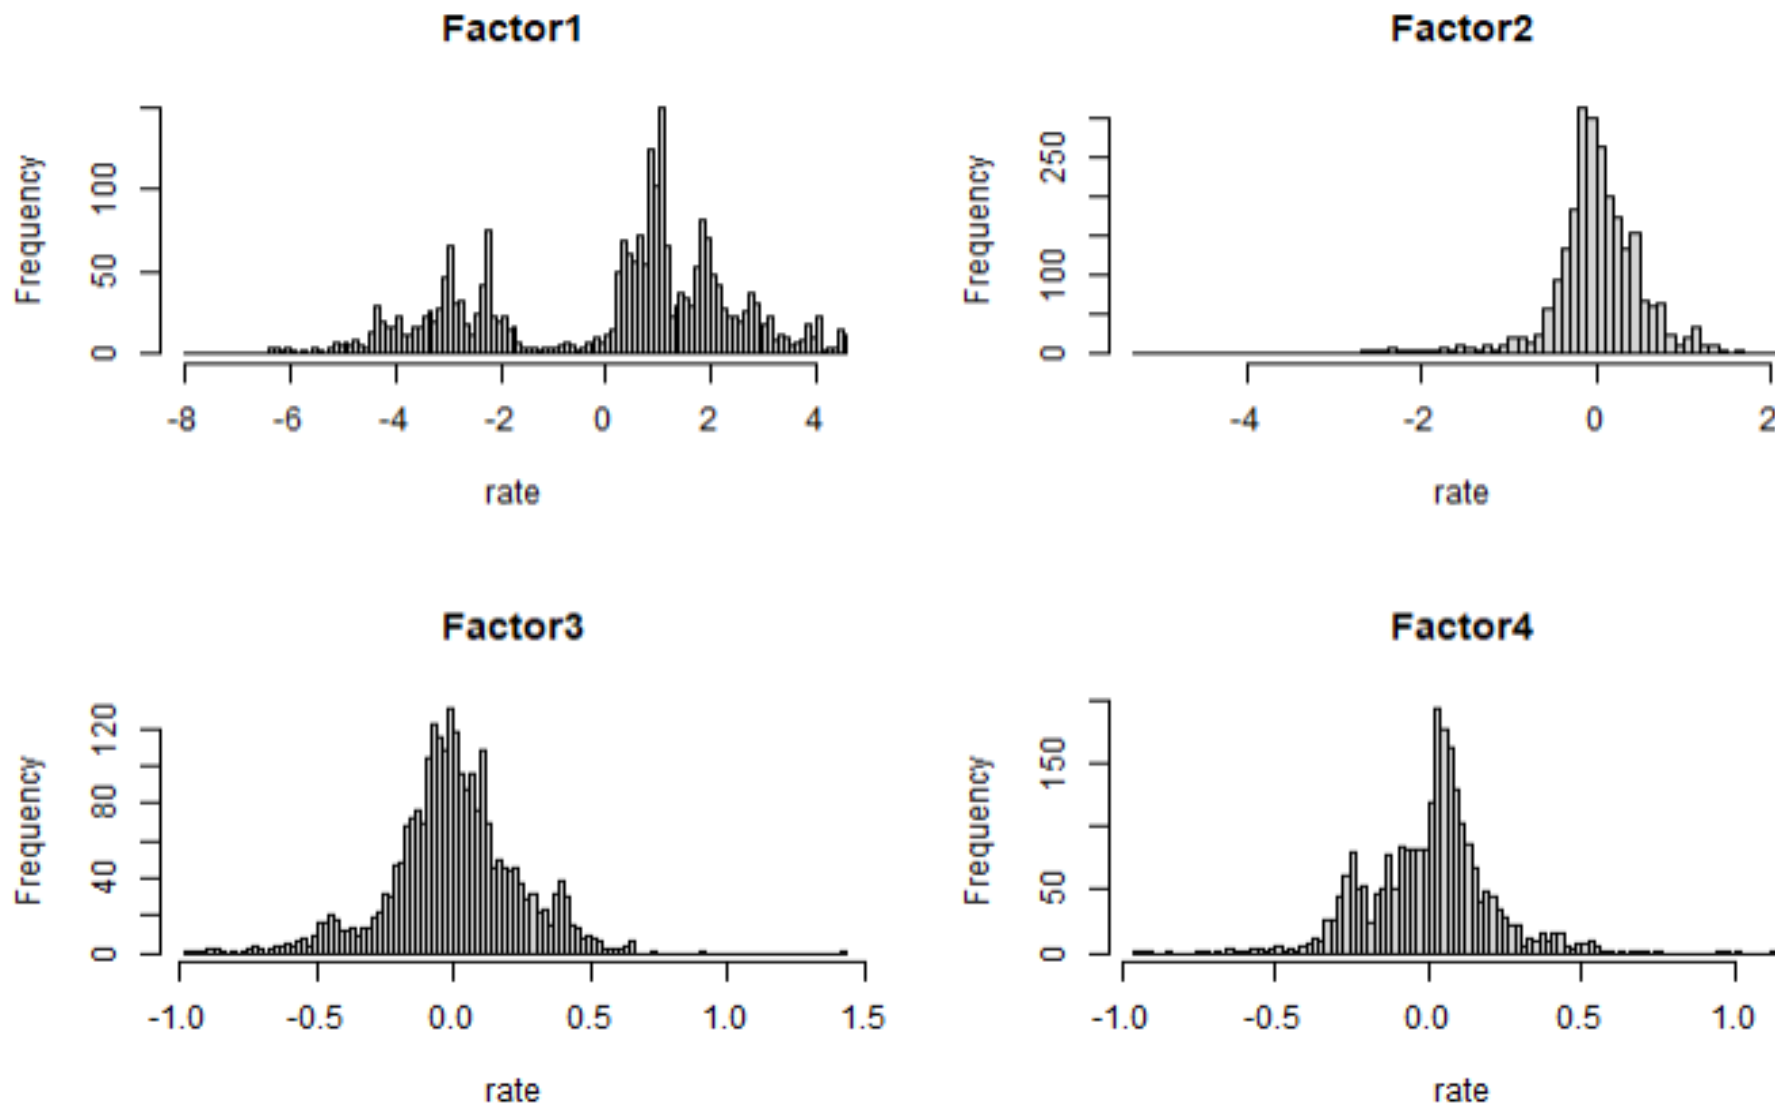 Factor1
Frequency
0 50 100
-8 -6 -4 -2 0 2 4
rate
Factor2
Frequency
0 100 250
-4 -2 0 2
rate
Factor3
Frequency
0 40 80 120
-1.0 -0.5 0.0 0.5 1.0 1.5
rate
Factor4
Frequency
0 50 150
-1.0 -0.5 0.0 0.5 1.0
rate